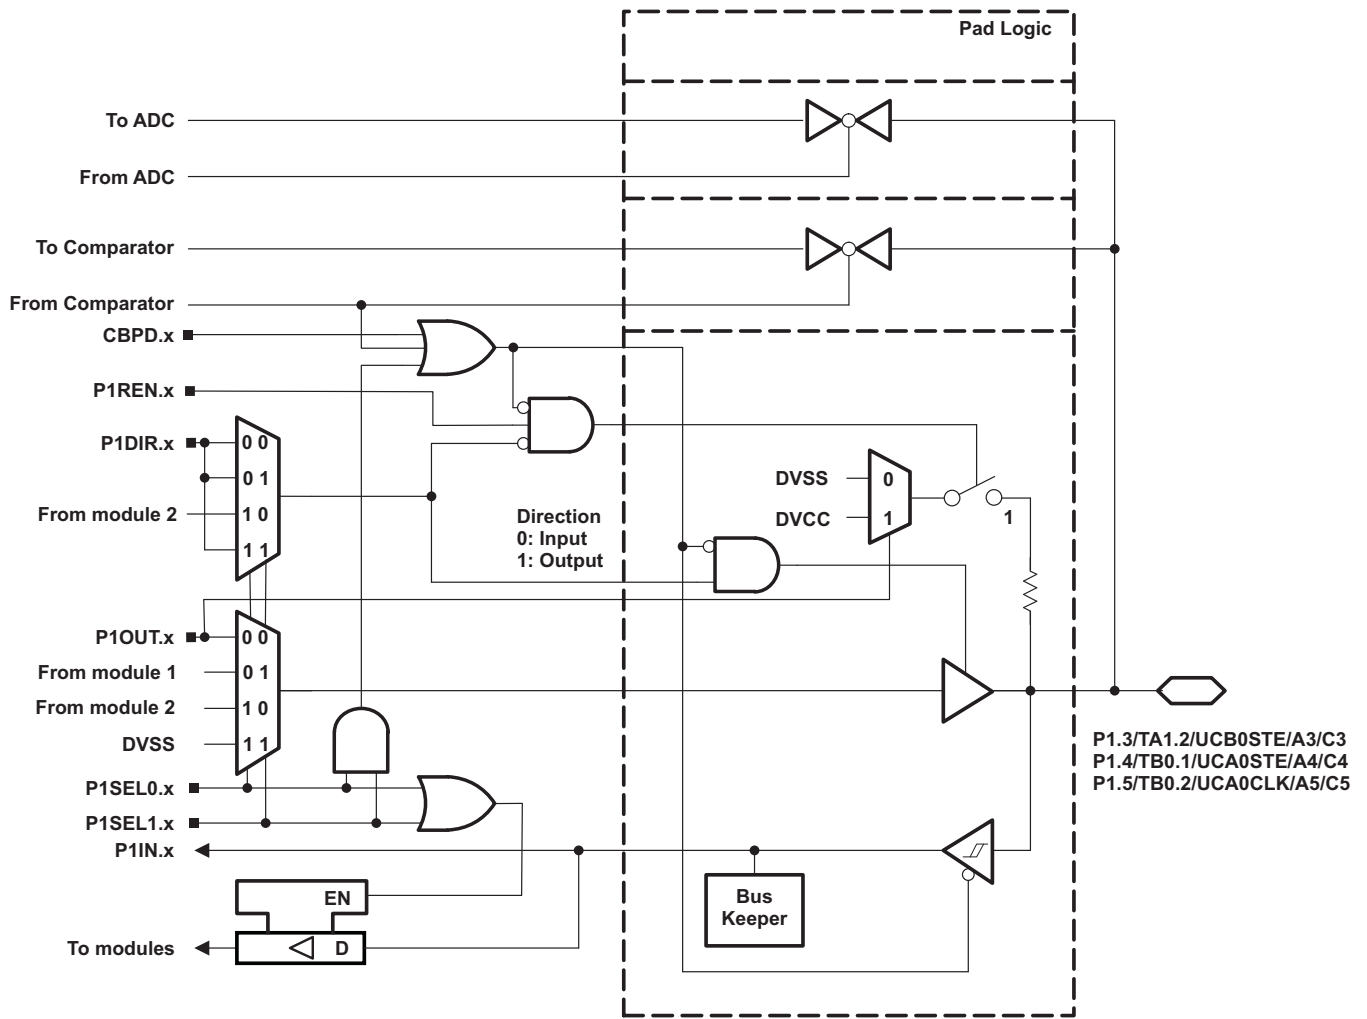 Pad Logic
To ADC
From ADC
To Comparator
From Comparator
CBPD.x
P1REN.x
P1DIR.x
0 0
0 1
From module 2
1 0
1 1
Direction
0: Input
1: Output
DVSS
0
DVCC
1
1
P1OUT.x
0 0
From module 1
0 1
From module 2
1 0
DVSS
1 1
P1.3/TA1.2/UCB0STE/A3/C3
P1.4/TB0.1/UCA0STE/A4/C4
P1.5/TB0.2/UCA0CLK/A5/C5
P1SEL0.x
P1SEL1.x
P1IN.x
EN
Bus
Keeper
To modules
D